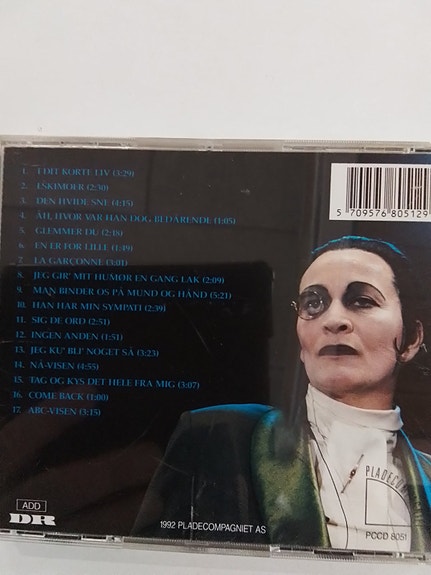 1. I DIT KORTE LIV (3:29)
2. ESKIMOER (2:30)
3. DEN HVIDE SNE (4:15)
4. ÅH, HVOR VAR HAN DOG BEDÅRENDE (1:05)
5. GLEMMER DU (2:18)
6. EN ER FOR LILLE (1:49)
7. LA GARÇONNE (3:01)
8. JEG GIR' MIT HUMØR EN GANG LAK (2:09)
9. MAN BINDER OS PÅ MUND OG HÅND (5:21)
10. HAN HAR MIN SYMPATI (2:39)
11. SIG DE ORD (2:51)
12. INGEN ANDEN (1:51)
13. JEG KU' BLI' NOGET SÅ (3:23)
14. NÅ-VISEN (4:55)
15. TAG OG KYS DET HELE FRA MIG (3:07)
16. COME BACK (1:00)
17. ABC-VISEN (3:15)
5 709576 805129
ADD
DR
1992 PLADECOMPAGNIET AS
PCCD 8051